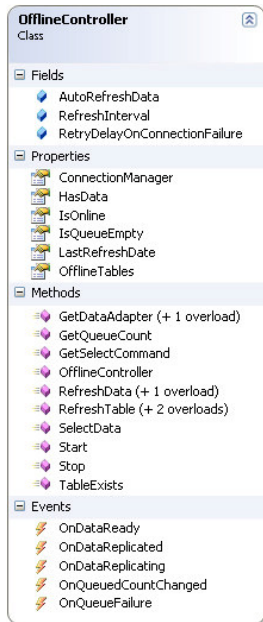 OfflineController
Class
Fields
AutoRefreshData
RefreshInterval
RetryDelayOnConnectionFailure
Properties
ConnectionManager
HasData
IsOnline
IsQueueEmpty
LastRefreshDate
OfflineTables
Methods
GetDataAdapter (+ 1 overload)
GetQueueCount
GetSelectCommand
OfflineController
RefreshData (+ 1 overload)
RefreshTable (+ 2 overloads)
SelectData
Start
Stop
TableExists
Events
OnDataReady
OnDataReplicated
OnDataReplicating
OnQueuedCountChanged
OnQueueFailure